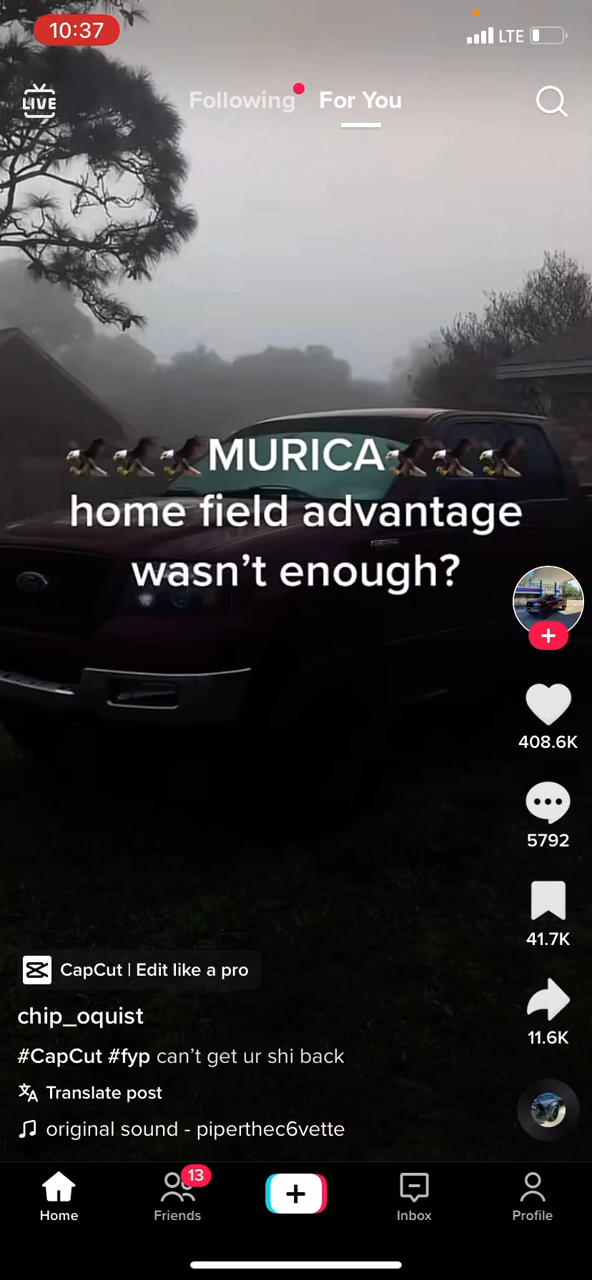 10:37
LTE
LIVE
Following
For You
MURICA
home field advantage
wasn’t enough?
408.6K
5792
41.7K
11.6K
CapCut | Edit like a pro
chip_oquist
#CapCut #fyp can’t get ur shi back
Translate post
original sound - piperthec6vette
13
Home
Friends
Inbox
Profile